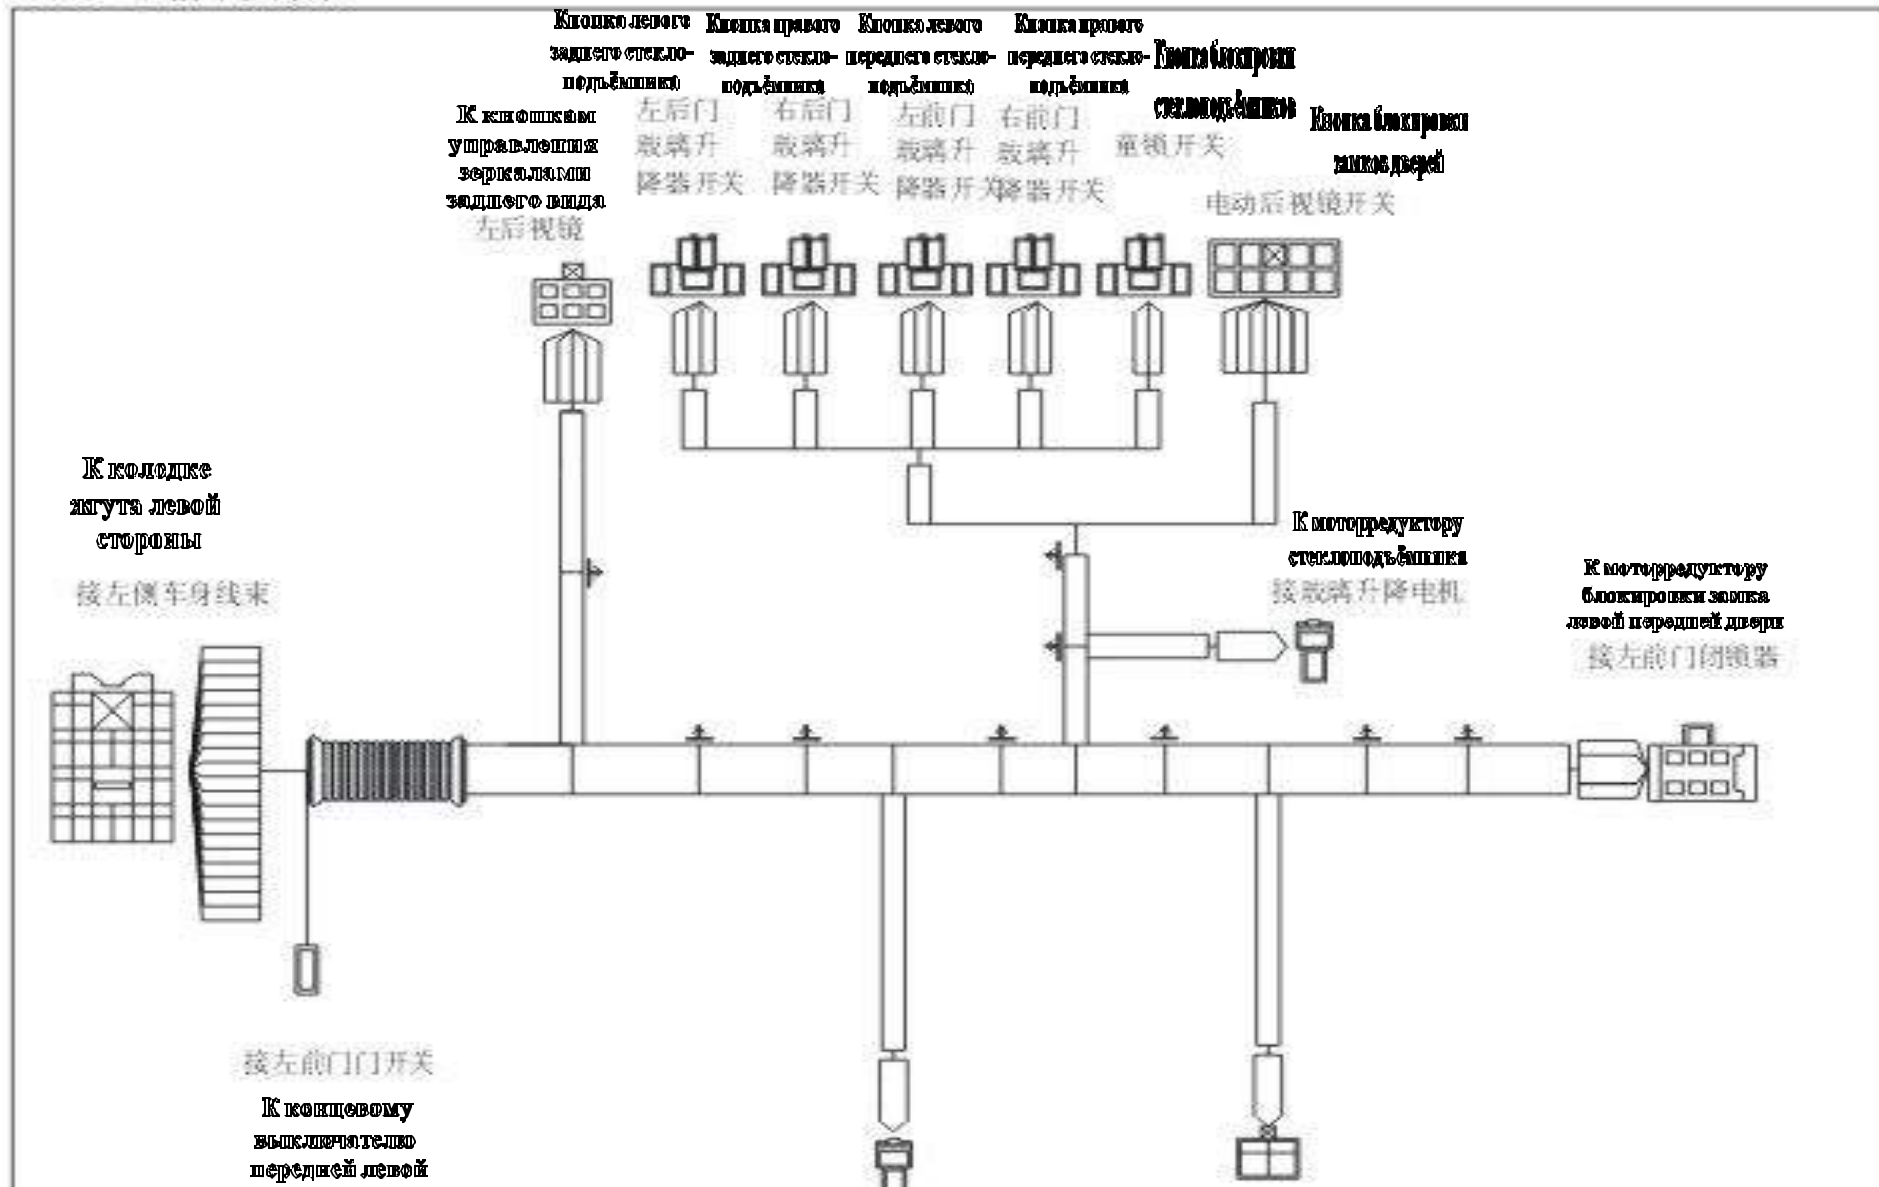 Кнопка левого
заднего стекло-
подъёмника
Кнопка правого
заднего стекло-
подъёмника
Кнопка левого
переднего стекло-
подъёмника
Кнопка правого
переднего стекло-
подъёмника
Кнопка блокировки
стеклоподъёмников
Кнопка блокировки
замка дверей
К кнопкам
управления
зеркалами
заднего вида
左后视镜
左后门
玻璃升
降器开关
右后门
玻璃升
降器开关
左前门
玻璃升
降器开关
右前门
玻璃升
降器开关
童锁开关
电动后视镜开关
К колодке
жгута левой
стороны
接左侧车身线束
К моторредуктору
стеклоподъёмника
接玻璃升降电机
К моторредуктору
блокировки замка
левой передней двери
接左前门闭锁器
接左前门门开关
К концевому
выключателю
передней левой